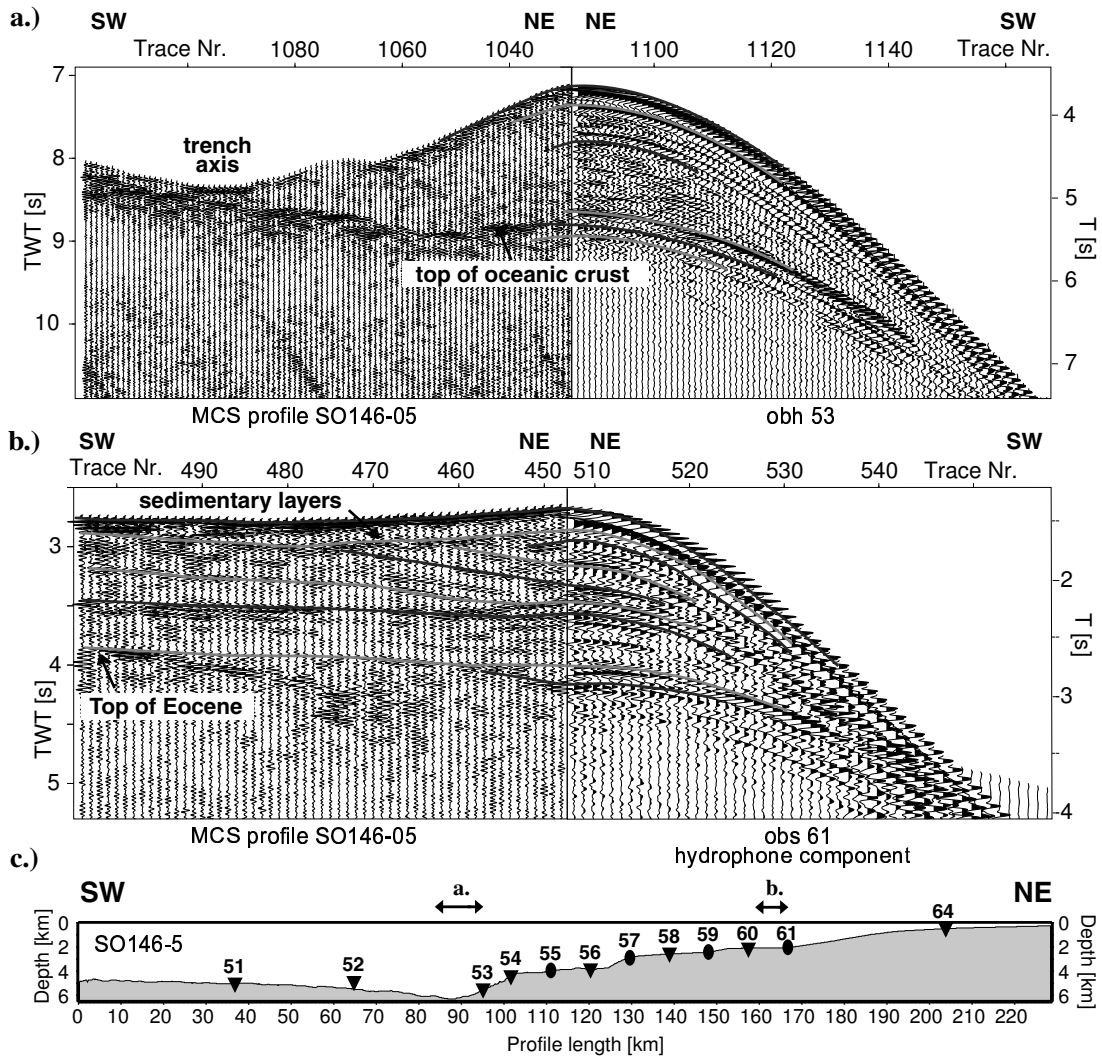 a.)
SW NE NE SW
Trace Nr. 1080 1060 1040 1100 1120 1140 Trace Nr.
7
8
9
10
TWT [s]
trench
axis
top of oceanic crust
4
5
6
7
T [s]
MCS profile SO146-05 obh 53
b.)
SW NE NE SW
Trace Nr. 490 480 470 460 450 510 520 530 540 Trace Nr.
sedimentary layers
3
4
5
TWT [s]
Top of Eocene
2
3
4
T [s]
MCS profile SO146-05 obs 61
hydrophone component
c.)
SW a. b. NE
0
2
4
6
Depth [km]
SO146-5
51 52 53 54 55 56 57 58 59 60 61 64
0
2
4
6
Depth [km]
0 10 20 30 40 50 60 70 80 90 100 110 120 130 140 150 160 170 180 190 200 210 220
Profile length [km]